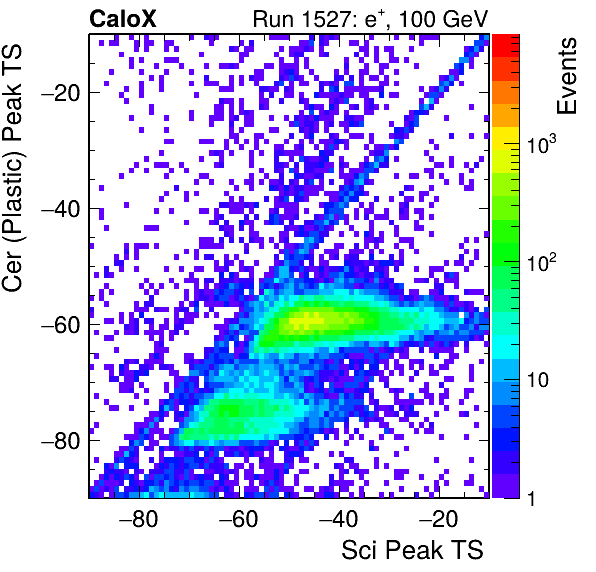 CaloX Run 1527: e⁺, 100 GeV
Cer (Plastic) Peak TS
−20
−40
−60
−80
−80 −60 −40 −20
Sci Peak TS
Events
10³
10²
10
1